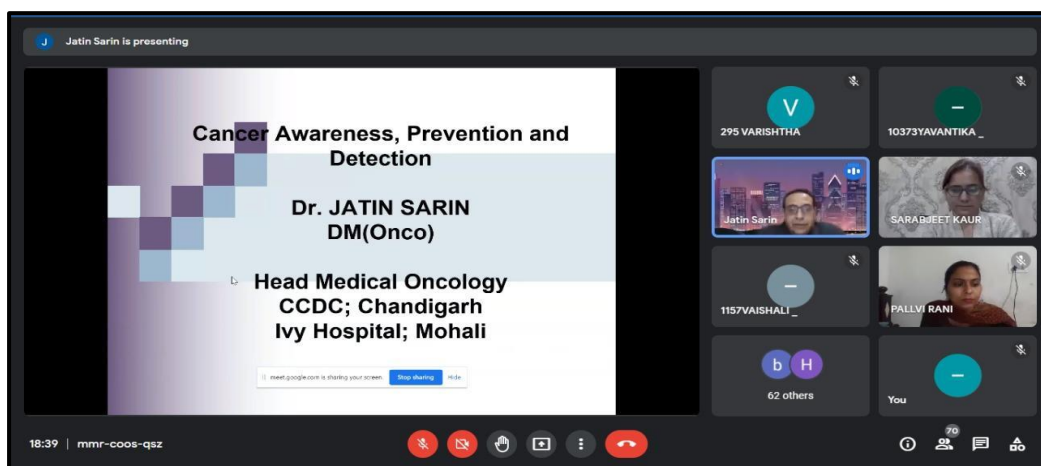 J Jatin Sarin is presenting
Cancer Awareness, Prevention and
Detection
Dr. JATIN SARIN
DM(Onco)
Head Medical Oncology
CCDC; Chandigarh
Ivy Hospital; Mohali
meet.google.com is sharing your screen. Stop sharing Hide
V
295 VARISHTHA
10373YAVANTIKA _
Jatin Sarin
SARABJEET KAUR
1157VAISHALI _
PALLVI RANI
b H
62 others
You
18:39 | mmr-coos-qsz
70